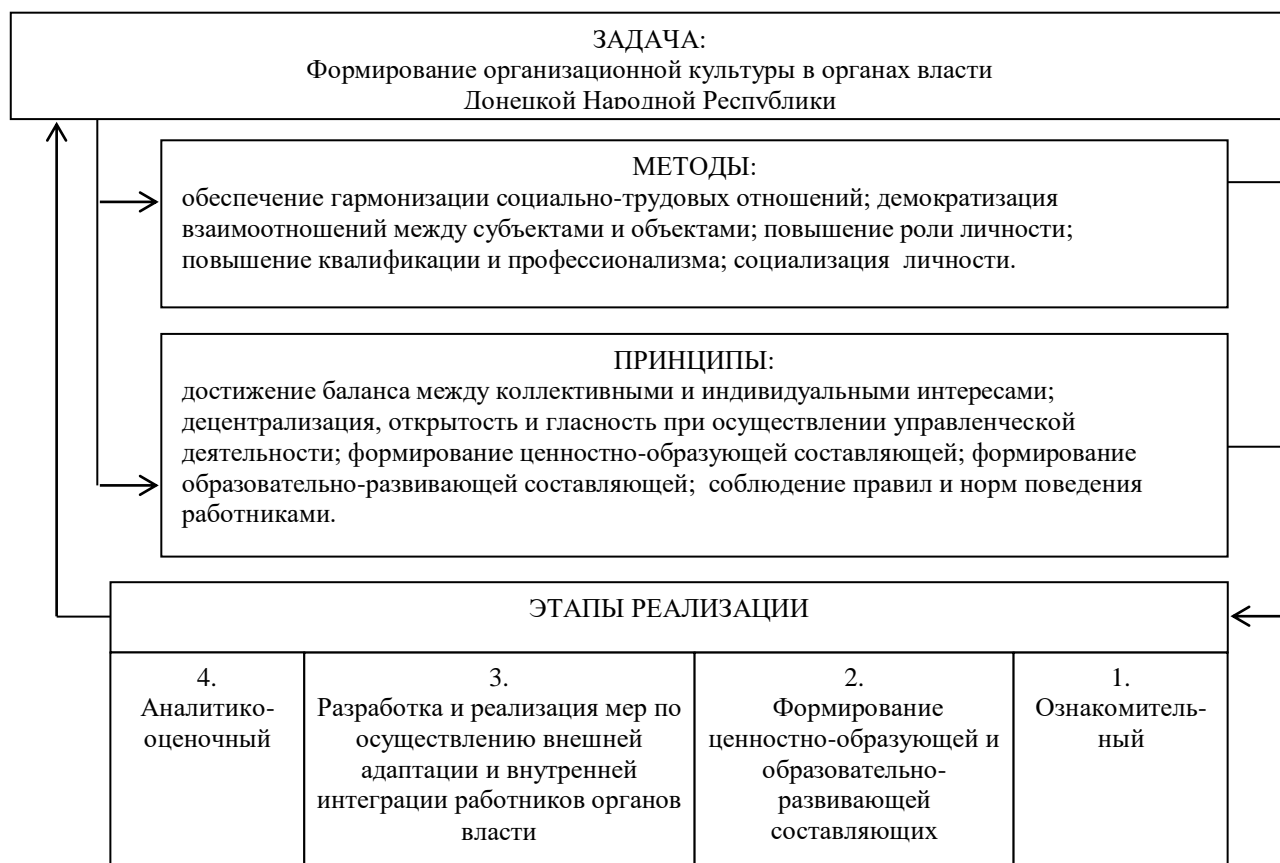 ЗАДАЧА:
Формирование организационной культуры в органах власти
Донецкой Народной Республики
МЕТОДЫ:
обеспечение гармонизации социально-трудовых отношений; демократизация
взаимоотношений между субъектами и объектами; повышение роли личности;
повышение квалификации и профессионализма; социализация  личности.
ПРИНЦИПЫ:
достижение баланса между коллективными и индивидуальными интересами;
децентрализация, открытость и гласность при осуществлении управленческой
деятельности; формирование ценностно-образующей составляющей; формирование
образовательно-развивающей составляющей;  соблюдение правил и норм поведения
работниками.
ЭТАПЫ РЕАЛИЗАЦИИ
4.
Аналитико-
оценочный
3.
Разработка и реализация мер по
осуществлению внешней
адаптации и внутренней
интеграции работников органов
власти
2.
Формирование
ценностно-образующей и
образовательно-
развивающей
составляющих
1.
Ознакомитель-
ный